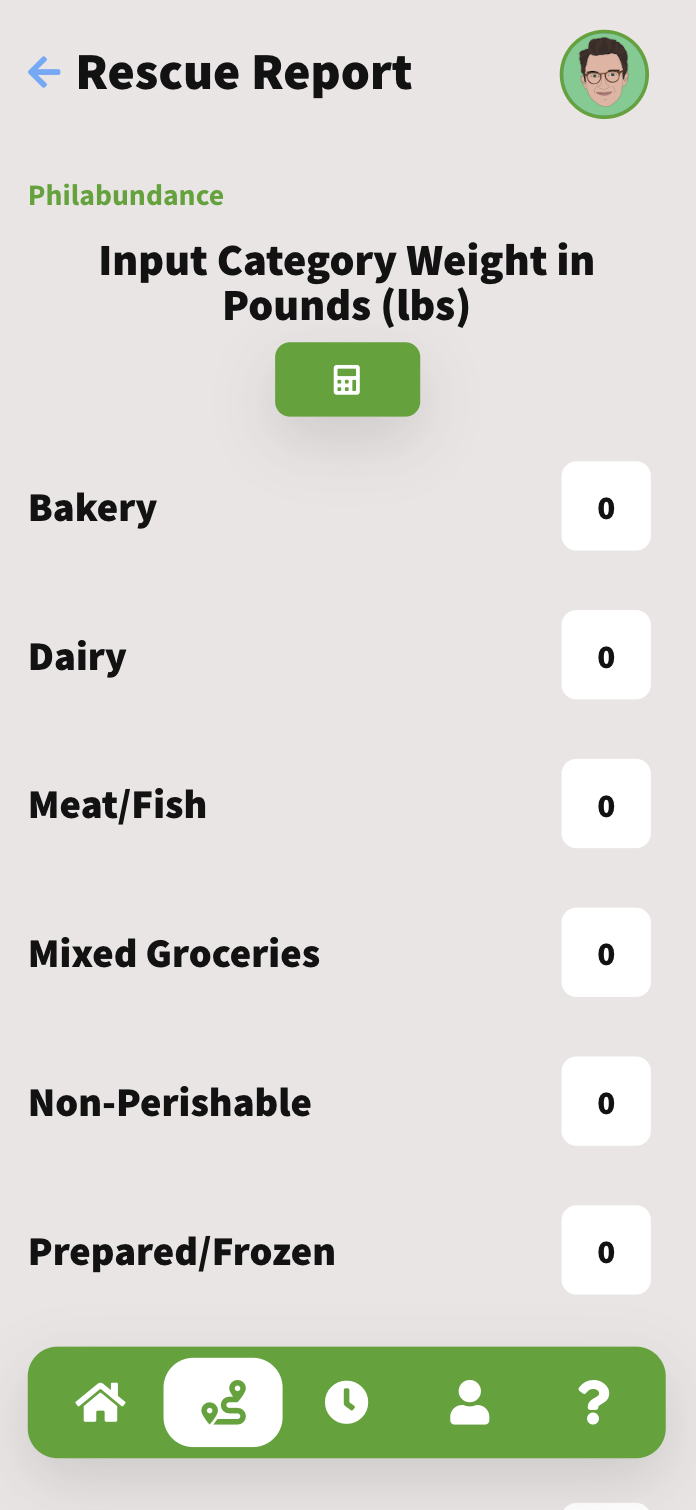 Rescue Report
Philabundance
Input Category Weight in
Pounds (lbs)
Bakery
0
Dairy
0
Meat/Fish
0
Mixed Groceries
0
Non-Perishable
0
Prepared/Frozen
0
?